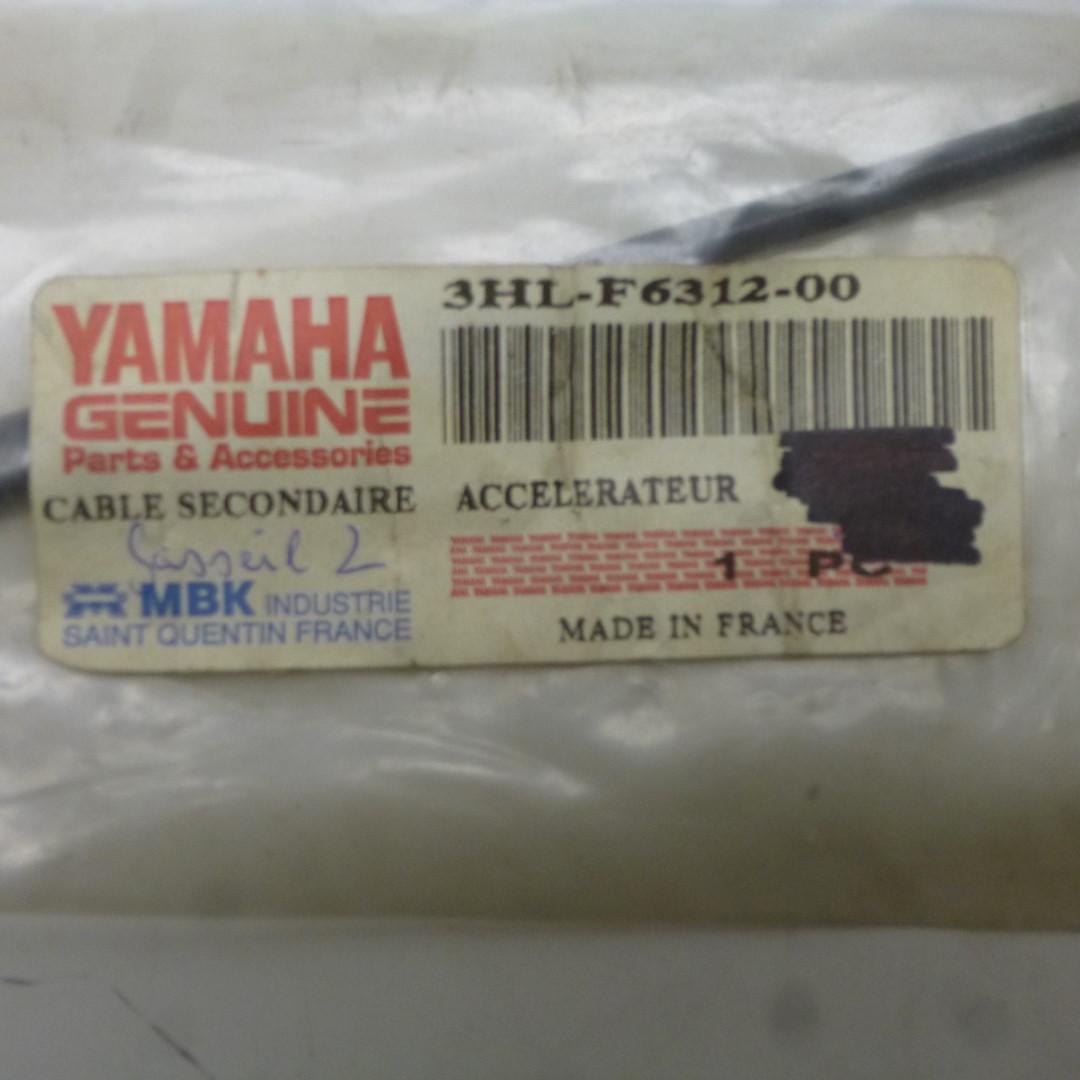 3HL-F6312-00
YAMAHA
GENUINE
Parts & Accessories
CABLE SECONDAIRE
ACCELERATEUR
1 PC
MBK INDUSTRIE
SAINT QUENTIN FRANCE
MADE IN FRANCE